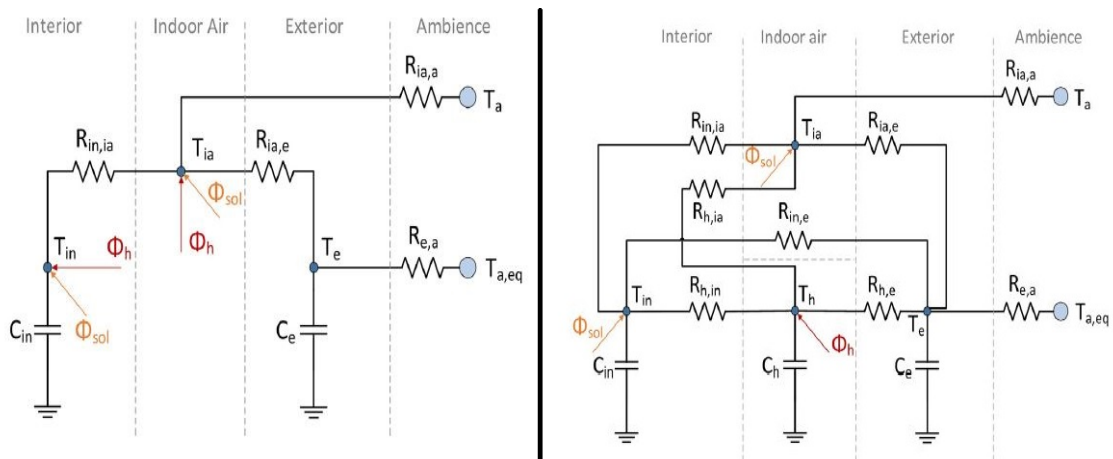 Interior Indoor Air Exterior Ambience
R_ia,a
T_a
R_in,ia T_ia R_ia,e
Φ_sol
T_in Φ_h Φ_h T_e R_e,a
T_a,eq
Φ_sol
C_in C_e
Interior Indoor air Exterior Ambience
R_ia,a
T_a
R_in,ia T_ia R_ia,e
Φ_sol
R_h,ia
R_in,e
T_in R_h,in T_h R_h,e T_e R_e,a
T_a,eq
Φ_sol Φ_h
C_in C_h C_e